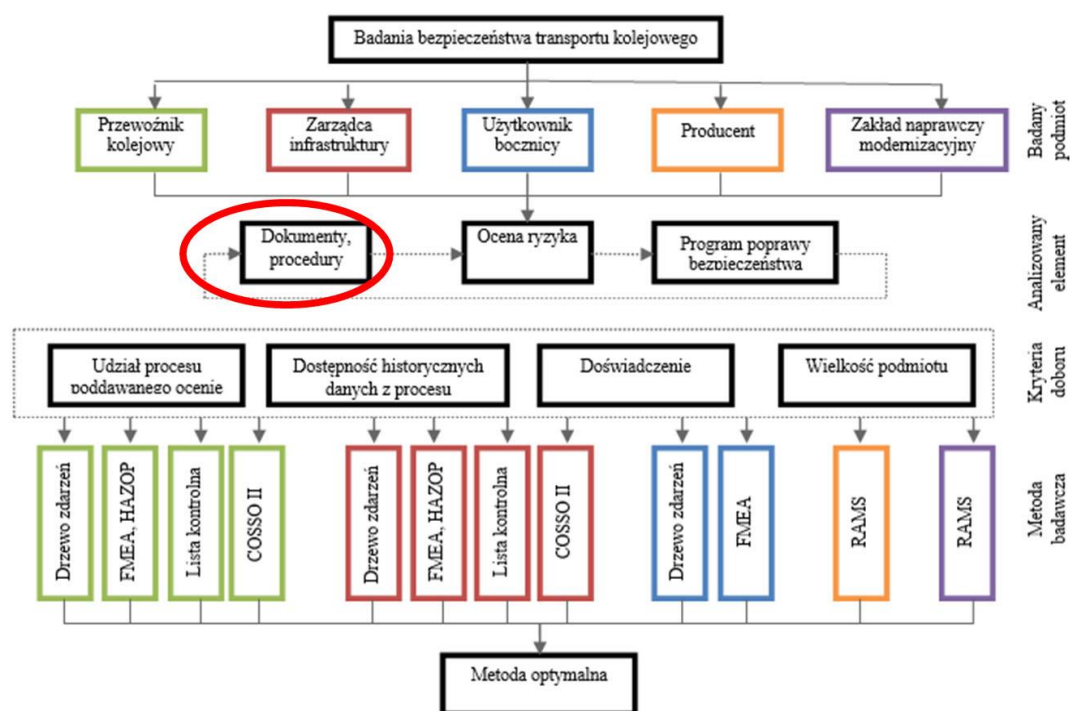 Badania bezpieczeństwa transportu kolejowego
Przewoźnik
kolejowy
Zarządca
infrastruktury
Użytkownik
bocznicy
Producent
Zakład naprawczy
modernizacyjny
Badany
podmiot
Dokumenty,
procedury
Ocena ryzyka
Program poprawy
bezpieczeństwa
Analizowany
element
Udział procesu
poddawanego ocenie
Dostępność historycznych
danych z procesu
Doświadczenie
Wielkość podmiotu
Kryteria
doboru
Drzewo zdarzeń
FMEA, HAZOP
Lista kontrolna
COSSO II
Drzewo zdarzeń
FMEA, HAZOP
Lista kontrolna
COSSO II
Drzewo zdarzeń
FMEA
RAMS
RAMS
Metoda
badawcza
Metoda optymalna